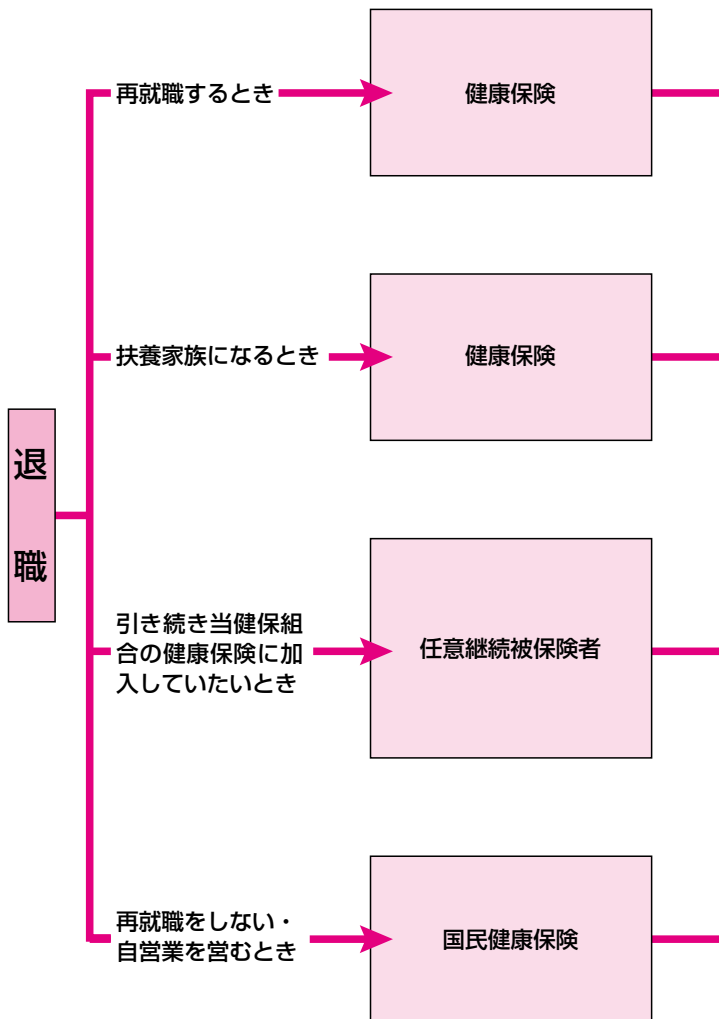 退職
再就職するとき
健康保険
扶養家族になるとき
健康保険
引き続き当健保組
合の健康保険に加
入していたいとき
任意継続被保険者
再就職をしない・
自営業を営むとき
国民健康保険